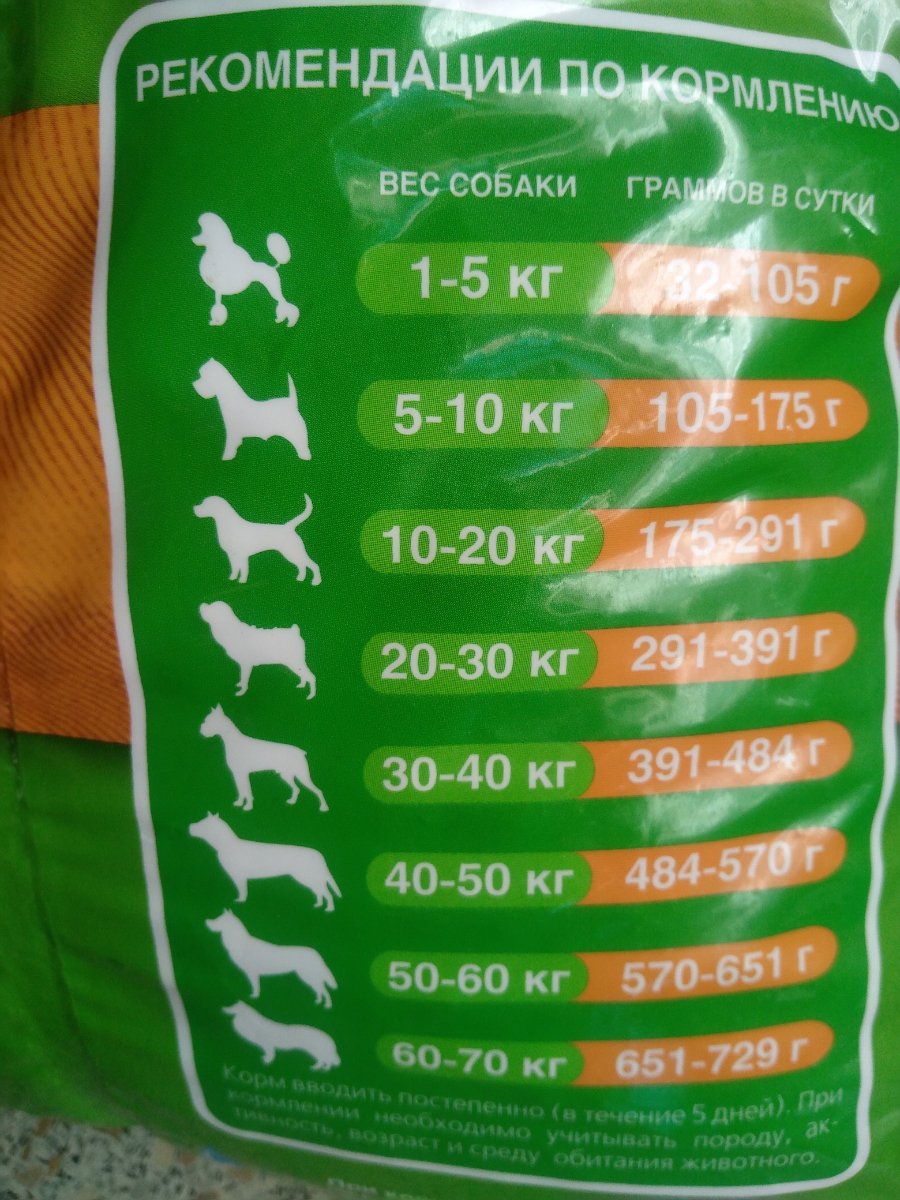 РЕКОМЕНДАЦИИ ПО КОРМЛЕНИЮ
ВЕС СОБАКИ ГРАММОВ В СУТКИ
1-5 кг 32-105 г
5-10 кг 105-175 г
10-20 кг 175-291 г
20-30 кг 291-391 г
30-40 кг 391-484 г
40-50 кг 484-570 г
50-60 кг 570-651 г
60-70 кг 651-729 г
Корм вводить постепенно (в течение 5 дней). При
кормлении необходимо учитывать породу, ак-
тивность, возраст и среду обитания животного.
При